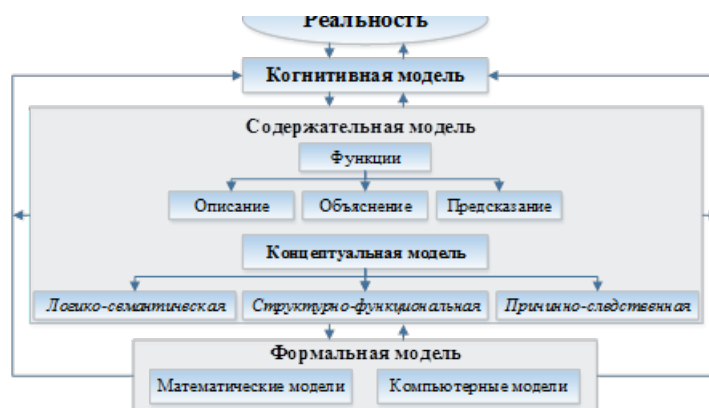 Реальность
Когнитивная модель
Содержательная модель
Функции
Описание
Объяснение
Предсказание
Концептуальная модель
Логико-семантическая
Структурно-функциональная
Причинно-следственная
Формальная модель
Математические модели
Компьютерные модели